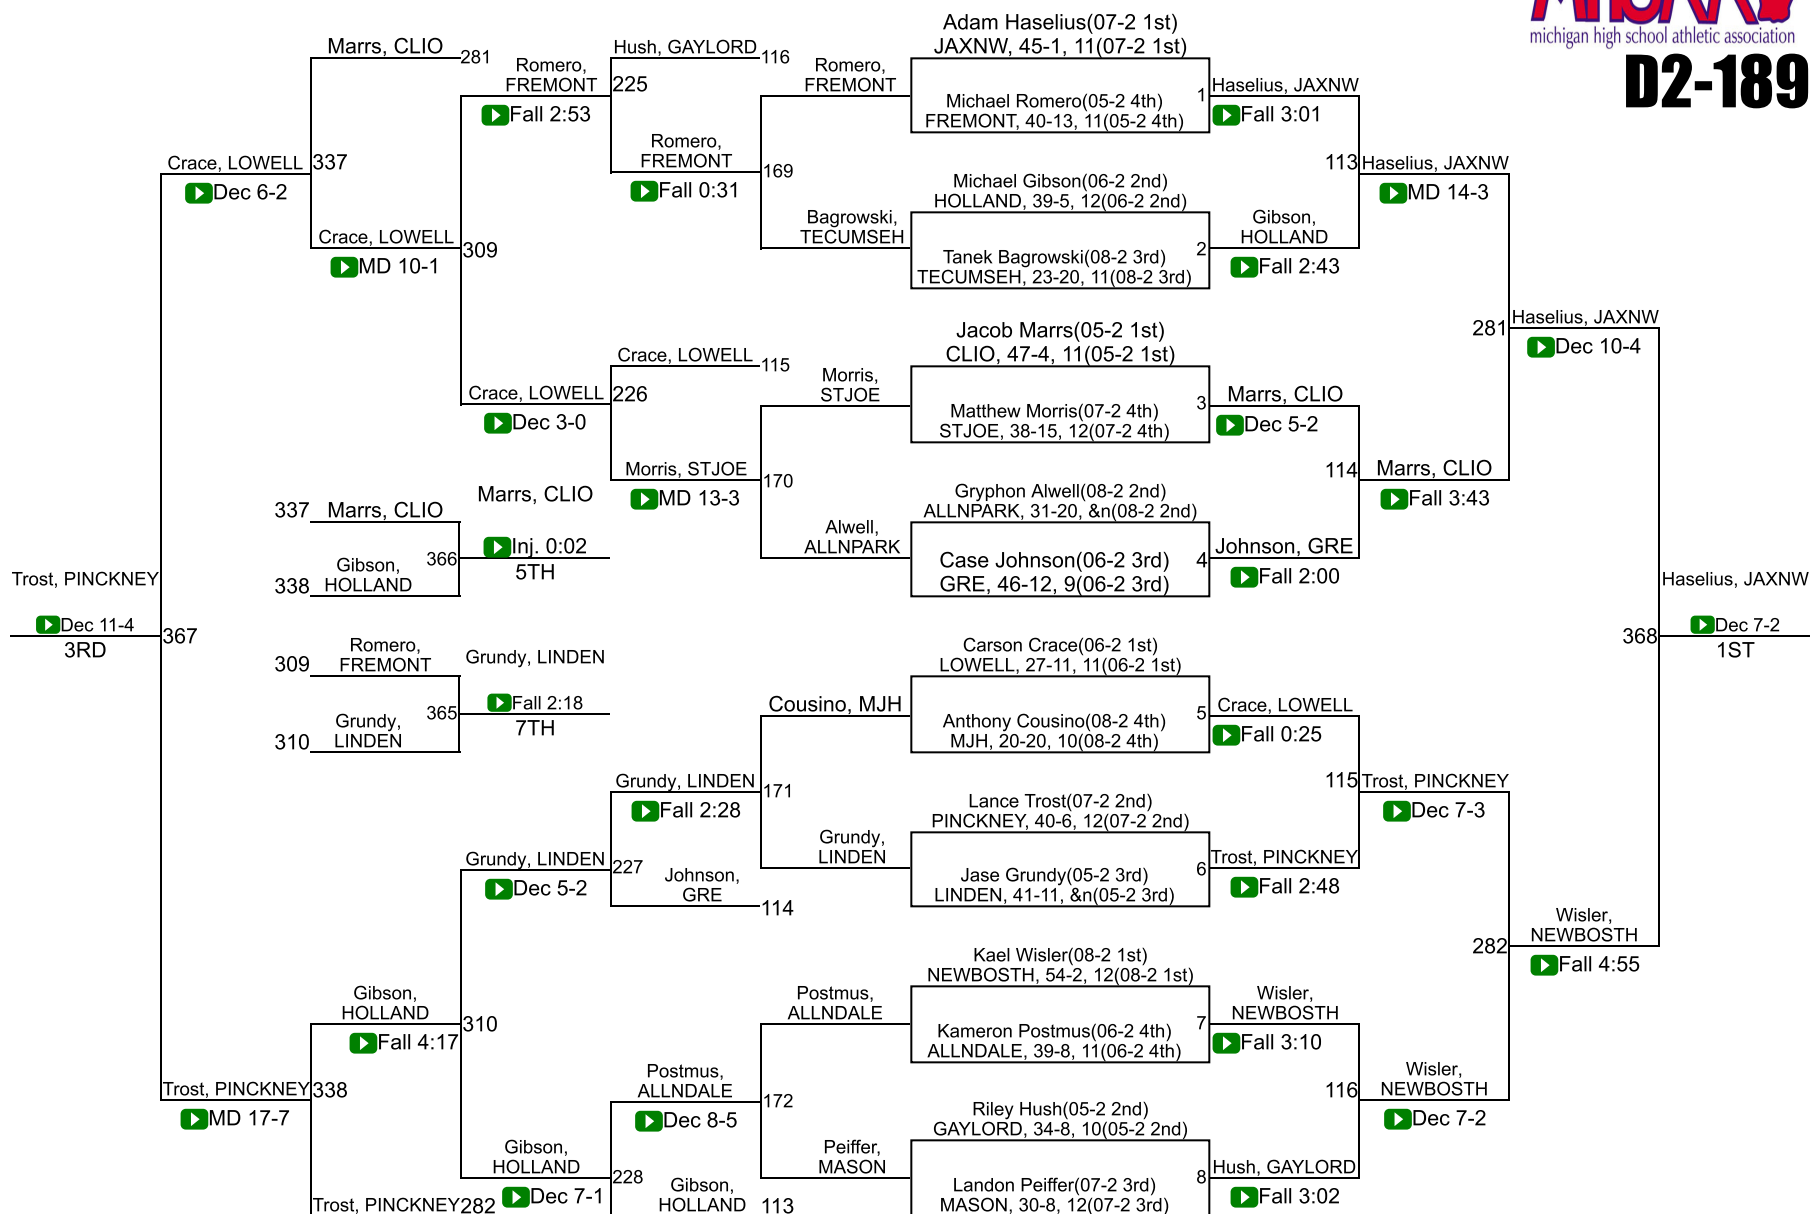 MHSAA
michigan high school athletic association
D2-189
Marrs, CLIO
281
Crace, LOWELL
337
Dec 6-2
Crace, LOWELL
MD 10-1
309
Romero,
FREMONT
225
Fall 2:53
Hush, GAYLORD
116
Romero,
FREMONT
169
Fall 0:31
Romero,
FREMONT
Bagrowski,
TECUMSEH
Adam Haselius(07-2 1st)
JAXNW, 45-1, 11(07-2 1st)
Michael Romero(05-2 4th)
FREMONT, 40-13, 11(05-2 4th)
1
Haselius, JAXNW
Fall 3:01
Michael Gibson(06-2 2nd)
HOLLAND, 39-5, 12(06-2 2nd)
Tanek Bagrowski(08-2 3rd)
TECUMSEH, 23-20, 11(08-2 3rd)
2
Gibson,
HOLLAND
Fall 2:43
113
Haselius, JAXNW
MD 14-3
Crace, LOWELL
226
Dec 3-0
Crace, LOWELL
115
Morris, STJOE
170
MD 13-3
Morris,
STJOE
Alwell,
ALLNPARK
Jacob Marrs(05-2 1st)
CLIO, 47-4, 11(05-2 1st)
Matthew Morris(07-2 4th)
STJOE, 38-15, 12(07-2 4th)
3
Marrs, CLIO
Dec 5-2
Gryphon Alwell(08-2 2nd)
ALLNPARK, 31-20, &n(08-2 2nd)
Case Johnson(06-2 3rd)
GRE, 46-12, 9(06-2 3rd)
4
Johnson, GRE
Fall 2:00
114
Marrs, CLIO
Fall 3:43
281
Haselius, JAXNW
Dec 10-4
337
Marrs, CLIO
338
Gibson,
HOLLAND
366
Marrs, CLIO
Inj. 0:02
5TH
Trost, PINCKNEY
Dec 11-4
3RD
367
309
Romero,
FREMONT
310
Grundy,
LINDEN
365
Grundy, LINDEN
Fall 2:18
7TH
368
Haselius, JAXNW
Dec 7-2
1ST
Grundy, LINDEN
227
Dec 5-2
Grundy, LINDEN
171
Fall 2:28
Johnson,
GRE
114
Cousino, MJH
Grundy,
LINDEN
Carson Crace(06-2 1st)
LOWELL, 27-11, 11(06-2 1st)
Anthony Cousino(08-2 4th)
MJH, 20-20, 10(08-2 4th)
5
Crace, LOWELL
Fall 0:25
Lance Trost(07-2 2nd)
PINCKNEY, 40-6, 12(07-2 2nd)
Jase Grundy(05-2 3rd)
LINDEN, 41-11, &n(05-2 3rd)
6
Trost, PINCKNEY
Fall 2:48
115
Trost, PINCKNEY
Dec 7-3
282
Wisler,
NEWBOSTH
Fall 4:55
Trost, PINCKNEY
338
MD 17-7
Gibson,
HOLLAND
310
Fall 4:17
Trost, PINCKNEY
282
Gibson,
HOLLAND
228
Dec 7-1
Postmus,
ALLNDALE
172
Dec 8-5
Gibson,
HOLLAND
113
Postmus,
ALLNDALE
Peiffer,
MASON
Kael Wisler(08-2 1st)
NEWBOSTH, 54-2, 12(08-2 1st)
Kameron Postmus(06-2 4th)
ALLNDALE, 39-8, 11(06-2 4th)
7
Wisler,
NEWBOSTH
Fall 3:10
Riley Hush(05-2 2nd)
GAYLORD, 34-8, 10(05-2 2nd)
Landon Peiffer(07-2 3rd)
MASON, 30-8, 12(07-2 3rd)
8
Hush, GAYLORD
Fall 3:02
116
Wisler,
NEWBOSTH
Dec 7-2